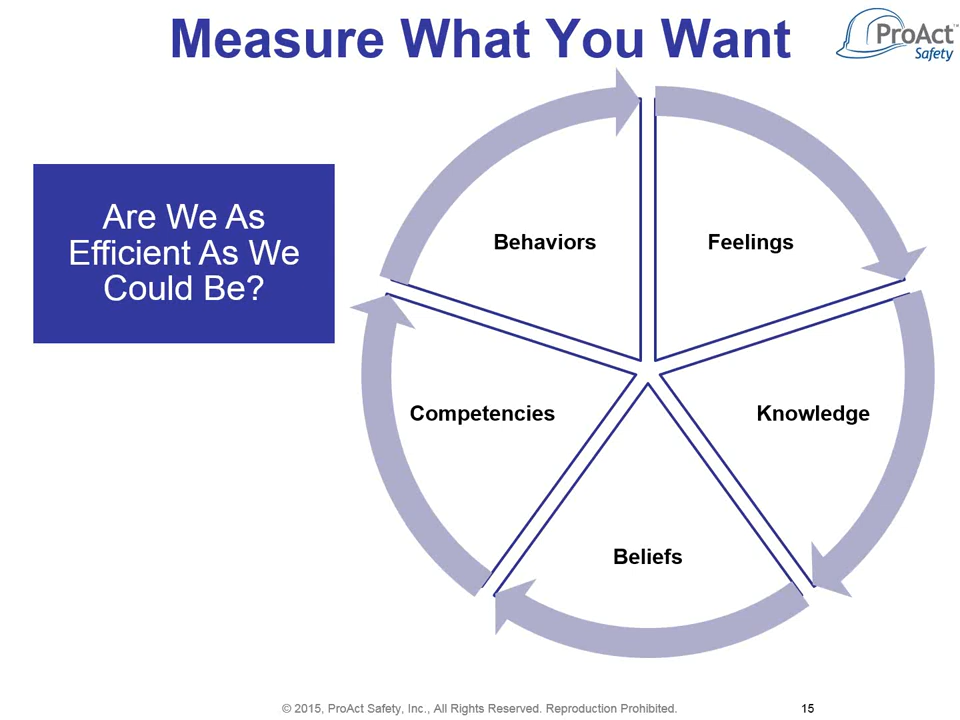 Measure What You Want
ProAct
Safety
Are We As
Efficient As We
Could Be?
Behaviors
Feelings
Competencies
Knowledge
Beliefs
© 2015, ProAct Safety, Inc., All Rights Reserved. Reproduction Prohibited.
15